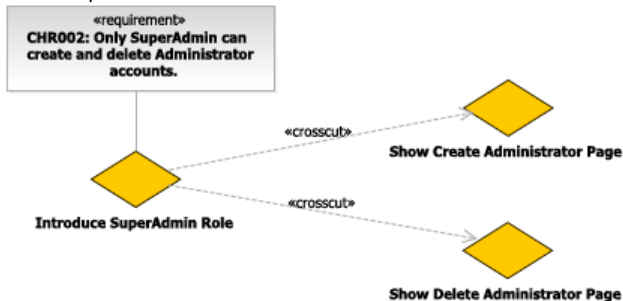 «requirement»
CHR002: Only SuperAdmin can
create and delete Administrator
accounts.
«crosscut»
Show Create Administrator Page
Introduce SuperAdmin Role
«crosscut»
Show Delete Administrator Page